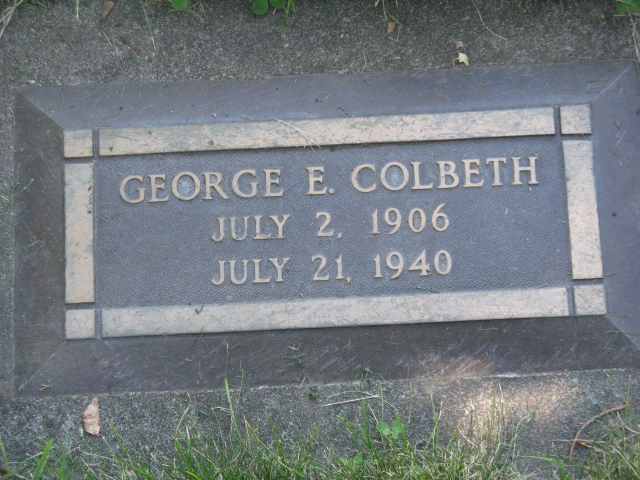 GEORGE E. COLBETH
JULY 2, 1906
JULY 21, 1940